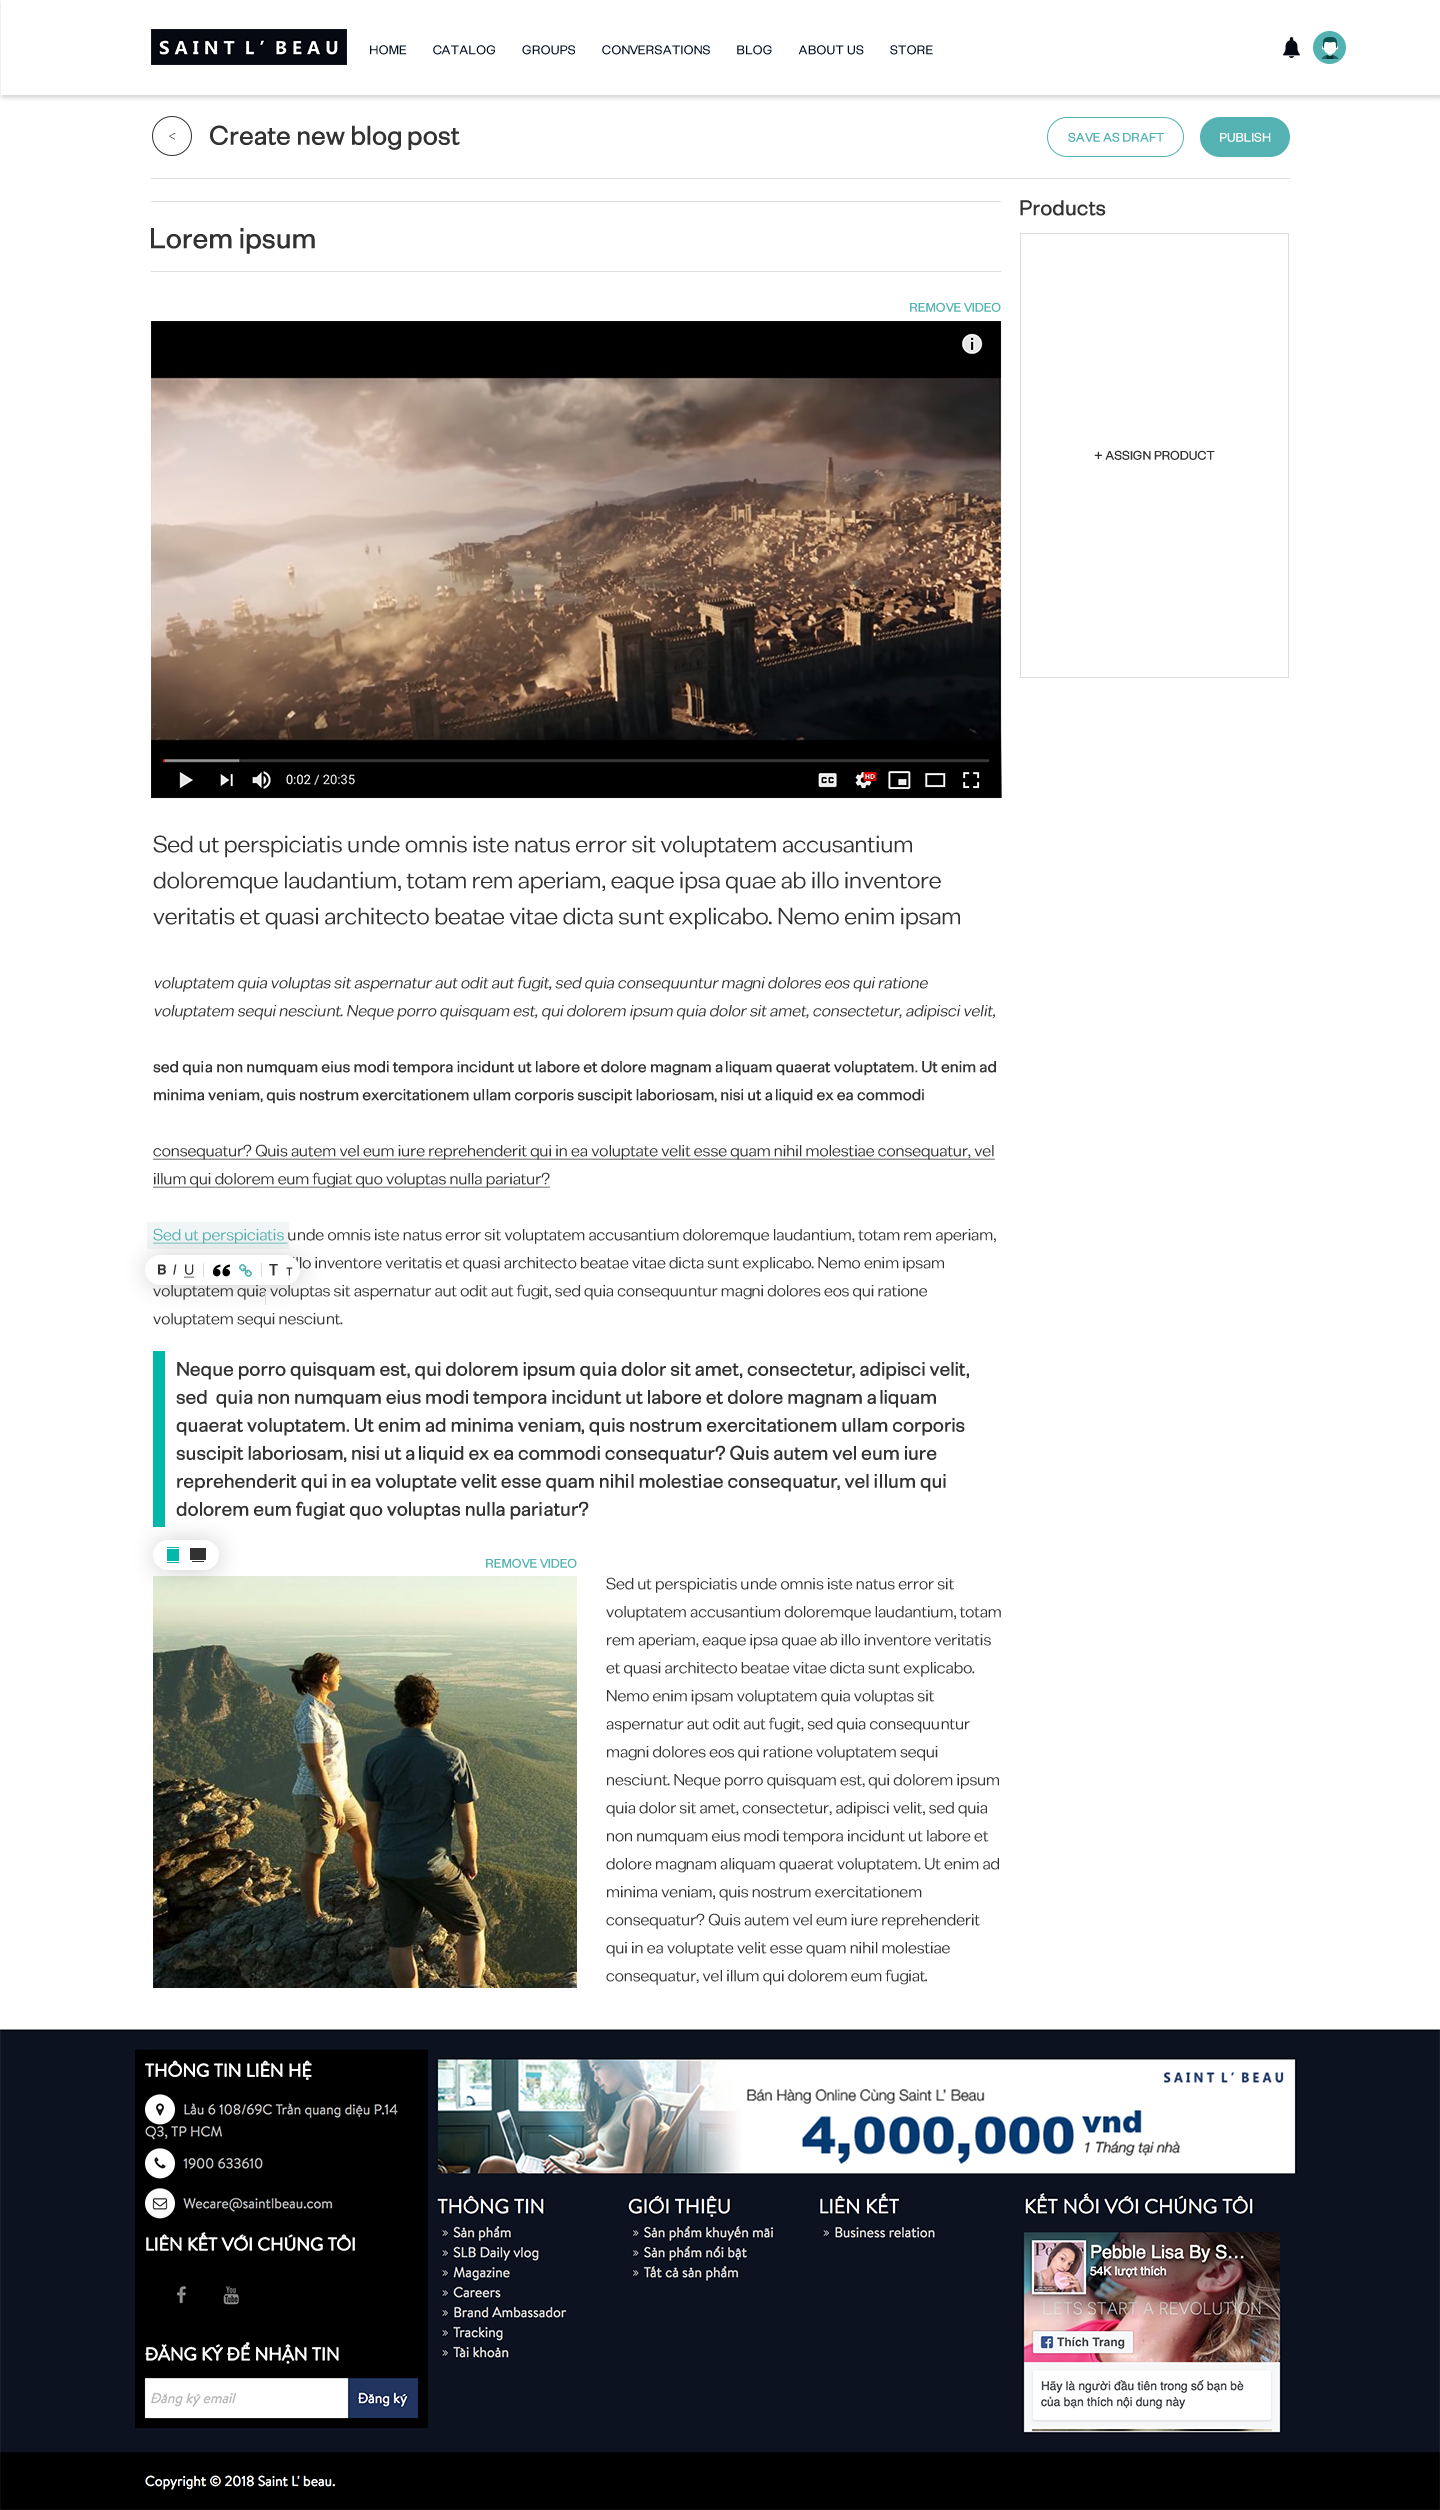 SAINT L' BEAU
HOME CATALOG GROUPS CONVERSATIONS BLOG ABOUT US STORE
< Create new blog post
SAVE AS DRAFT PUBLISH
Products
Lorem ipsum
REMOVE VIDEO
+ ASSIGN PRODUCT
0:02 / 20:35
CC HD
Sed ut perspiciatis unde omnis iste natus error sit voluptatem accusantium
doloremque laudantium, totam rem aperiam, eaque ipsa quae ab illo inventore
veritatis et quasi architecto beatae vitae dicta sunt explicabo. Nemo enim ipsam
voluptatem quia voluptas sit aspernatur aut odit aut fugit, sed quia consequuntur magni dolores eos qui ratione
voluptatem sequi nesciunt. Neque porro quisquam est, qui dolorem ipsum quia dolor sit amet, consectetur, adipisci velit,
sed quia non numquam eius modi tempora incidunt ut labore et dolore magnam aliquam quaerat voluptatem. Ut enim ad
minima veniam, quis nostrum exercitationem ullam corporis suscipit laboriosam, nisi ut aliquid ex ea commodi
consequatur? Quis autem vel eum iure reprehenderit qui in ea voluptate velit esse quam nihil molestiae consequatur, vel
illum qui dolorem eum fugiat quo voluptas nulla pariatur?
Sed ut perspiciatis unde omnis iste natus error sit voluptatem accusantium doloremque laudantium, totam rem aperiam,
B I U T T
inventore veritatis et quasi architecto beatae vitae dicta sunt explicabo. Nemo enim ipsam
voluptatem quia voluptas sit aspernatur aut odit aut fugit, sed quia consequuntur magni dolores eos qui ratione
voluptatem sequi nesciunt.
Neque porro quisquam est, qui dolorem ipsum quia dolor sit amet, consectetur, adipisci velit,
sed quia non numquam eius modi tempora incidunt ut labore et dolore magnam aliquam
quaerat voluptatem. Ut enim ad minima veniam, quis nostrum exercitationem ullam corporis
suscipit laboriosam, nisi ut aliquid ex ea commodi consequatur? Quis autem vel eum iure
reprehenderit qui in ea voluptate velit esse quam nihil molestiae consequatur, vel illum qui
dolorem eum fugiat quo voluptas nulla pariatur?
REMOVE VIDEO
Sed ut perspiciatis unde omnis iste natus error sit
voluptatem accusantium doloremque laudantium, totam
rem aperiam, eaque ipsa quae ab illo inventore veritatis
et quasi architecto beatae vitae dicta sunt explicabo.
Nemo enim ipsam voluptatem quia voluptas sit
aspernatur aut odit aut fugit, sed quia consequuntur
magni dolores eos qui ratione voluptatem sequi
nesciunt. Neque porro quisquam est, qui dolorem ipsum
quia dolor sit amet, consectetur, adipisci velit, sed quia
non numquam eius modi tempora incidunt ut labore et
dolore magnam aliquam quaerat voluptatem. Ut enim ad
minima veniam, quis nostrum exercitationem
consequatur? Quis autem vel eum iure reprehenderit
qui in ea voluptate velit esse quam nihil molestiae
consequatur, vel illum qui dolorem eum fugiat.
THÔNG TIN LIÊN HỆ
Lầu 6 108/69C Trần quang diệu P.14
Q3, TP HCM
1900 633610
Wecare@saintlbeau.com
LIÊN KẾT VỚI CHÚNG TÔI
f You Tube
ĐĂNG KÝ ĐỂ NHẬN TIN
Đăng ký email Đăng ký
SAINT L' BEAU
Bán Hàng Online Cùng Saint L' Beau
4,000,000 vnd
1 Tháng tại nhà
THÔNG TIN
» Sản phẩm
» SLB Daily vlog
» Magazine
» Careers
» Brand Ambassador
» Tracking
» Tài khoản
GIỚI THIỆU
» Sản phẩm khuyến mãi
» Sản phẩm nổi bật
» Tất cả sản phẩm
LIÊN KẾT
» Business relation
KẾT NỐI VỚI CHÚNG TÔI
Pebble Lisa By S...
54K lượt thích
LETS START A REVOLUTION
Thích Trang
Hãy là người đầu tiên trong số bạn bè
của bạn thích nội dung này
Copyright © 2018 Saint L' beau.